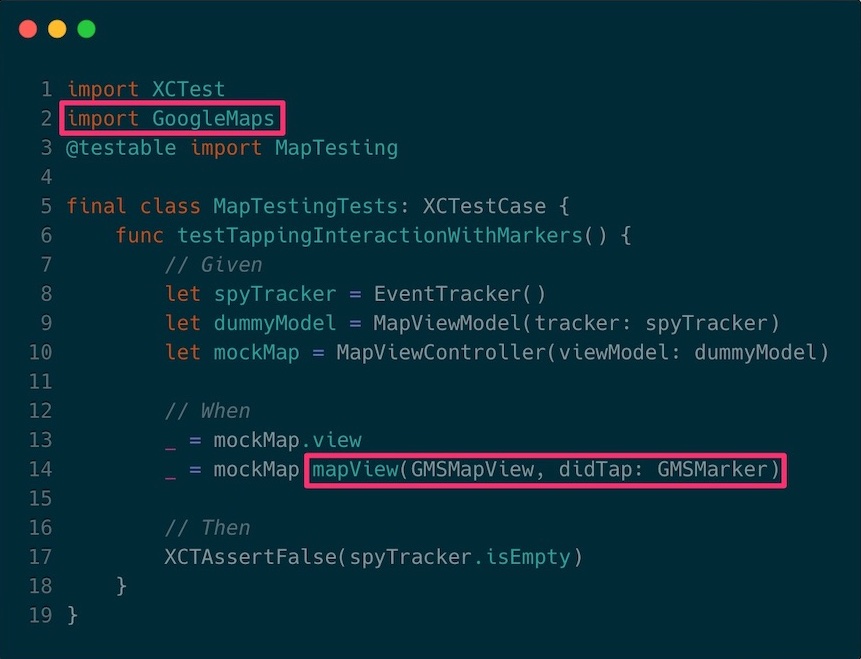 1 import XCTest
2 import GoogleMaps
3 @testable import MapTesting
4
5 final class MapTestingTests: XCTestCase {
6     func testTappingInteractionWithMarkers() {
7         // Given
8         let spyTracker = EventTracker()
9         let dummyModel = MapViewModel(tracker: spyTracker)
10         let mockMap = MapViewController(viewModel: dummyModel)
11
12         // When
13         _ = mockMap.view
14         _ = mockMap mapView(GMSMapView, didTap: GMSMarker)
15
16         // Then
17         XCTAssertFalse(spyTracker.isEmpty)
18     }
19 }